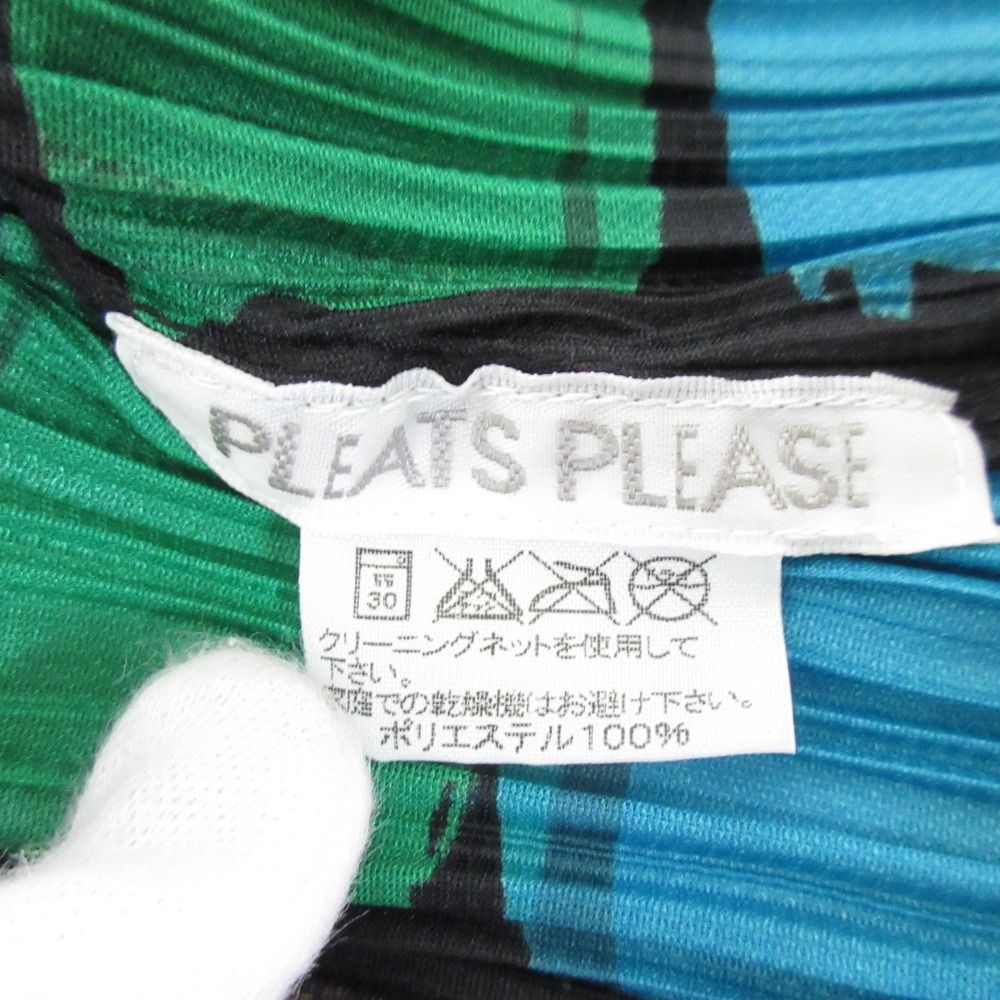 PLEATS PLEASE
弱
30
クリーニングネットを使用して
下さい。
家庭での乾燥機はお避け下さい。
ポリエステル100%